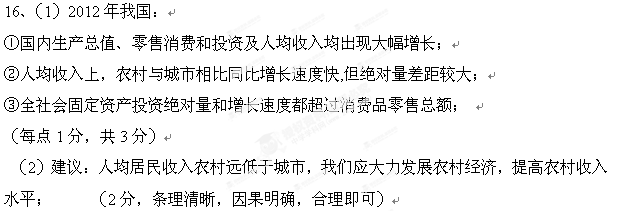 16、（1）2012年我国：
①国内生产总值、零售消费和投资及人均收入均出现大幅增长；
②人均收入上，农村与城市相比同比增长速度快,但绝对量差距较大；
③全社会固定资产投资绝对量和增长速度都超过消费品零售总额；
（每点1分，共3分）
（2）建议：人均居民收入农村远低于城市，我们应大力发展农村经济，提高农村收入
水平； （2分，条理清晰，因果明确，合理即可）